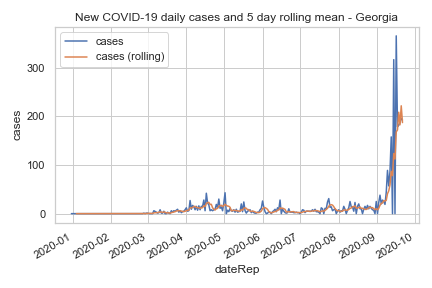 New COVID-19 daily cases and 5 day rolling mean - Georgia
cases
cases (rolling)
300
200
100
0
cases
2020-01
2020-02
2020-03
2020-04
2020-05
2020-06
2020-07
2020-08
2020-09
2020-10
dateRep